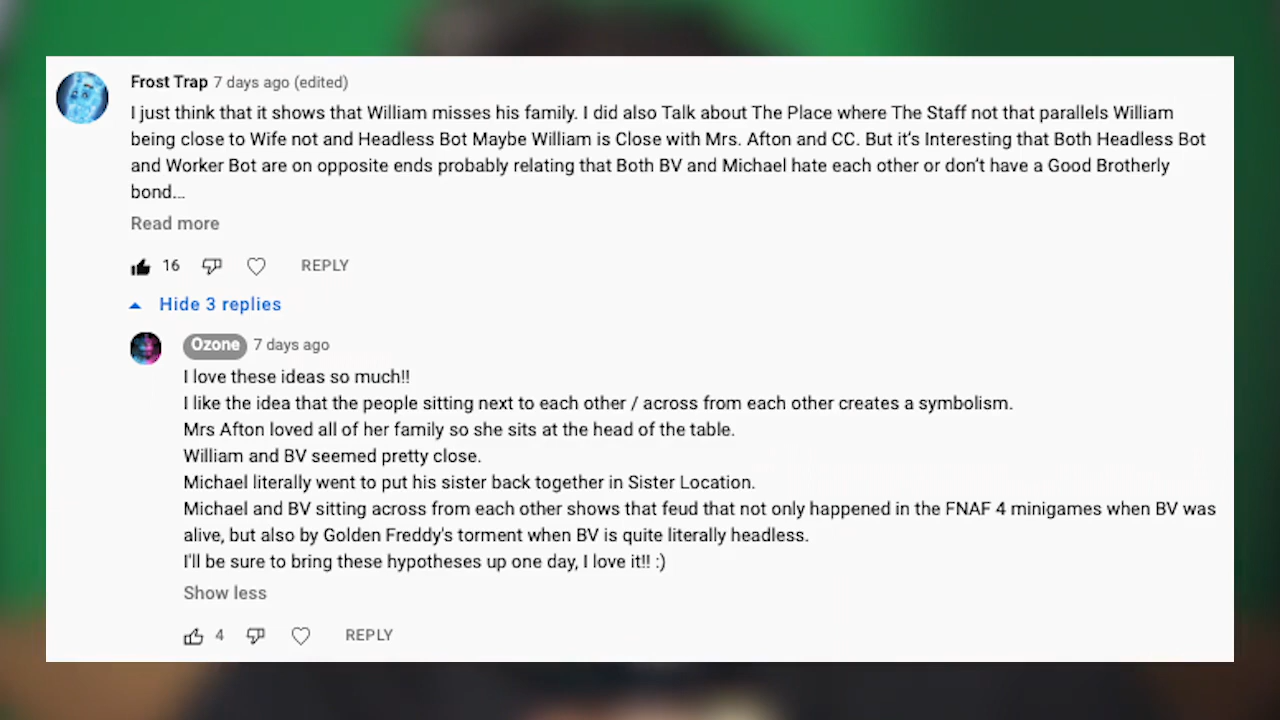 Frost Trap 7 days ago (edited)
I just think that it shows that William misses his family. I did also Talk about The Place where The Staff not that parallels William
being close to Wife not and Headless Bot Maybe William is Close with Mrs. Afton and CC. But it's Interesting that Both Headless Bot
and Worker Bot are on opposite ends probably relating that Both BV and Michael hate each other or don't have a Good Brotherly
bond...
Read more
16 REPLY
Hide 3 replies
Ozone 7 days ago
I love these ideas so much!!
I like the idea that the people sitting next to each other / across from each other creates a symbolism.
Mrs Afton loved all of her family so she sits at the head of the table.
William and BV seemed pretty close.
Michael literally went to put his sister back together in Sister Location.
Michael and BV sitting across from each other shows that feud that not only happened in the FNAF 4 minigames when BV was
alive, but also by Golden Freddy's torment when BV is quite literally headless.
I'll be sure to bring these hypotheses up one day, I love it!! :)
Show less
4 REPLY